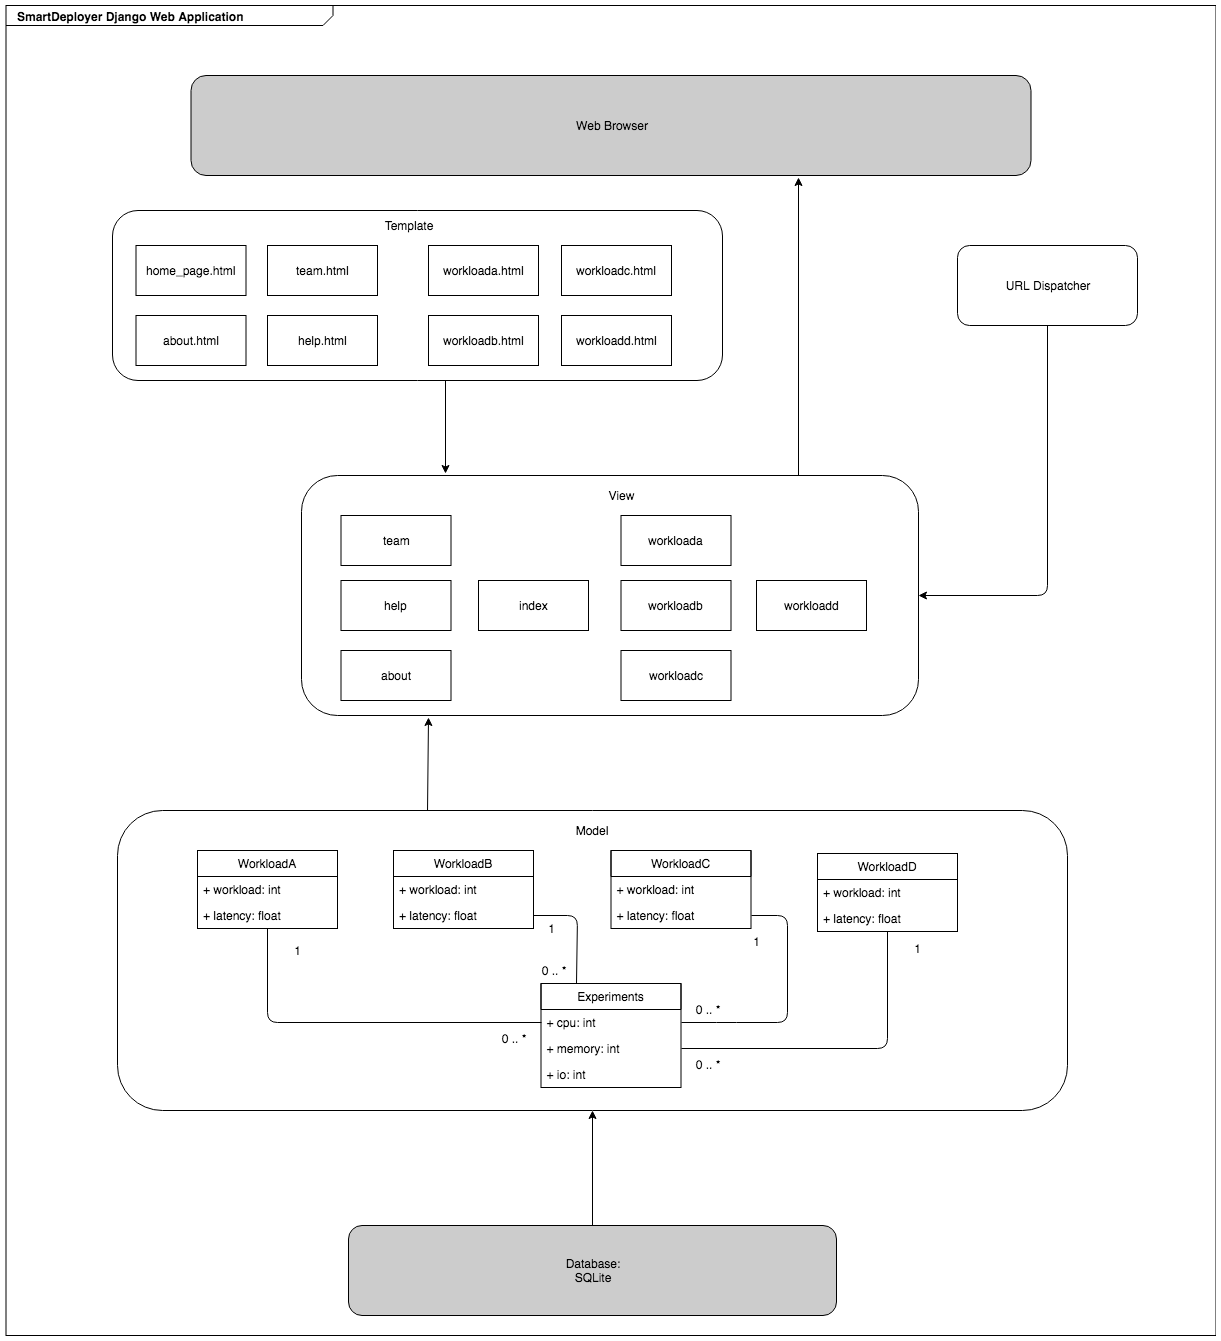 SmartDeployer Django Web Application
Web Browser
Template
home_page.html
team.html
workloada.html
workloadc.html
about.html
help.html
workloadb.html
workloadd.html
URL Dispatcher
View
team
workloada
help
index
workloadb
workloadd
about
workloadc
Model
WorkloadA
+ workload: int
+ latency: float
WorkloadB
+ workload: int
+ latency: float
WorkloadC
+ workload: int
+ latency: float
WorkloadD
+ workload: int
+ latency: float
1
1
1
1
0 .. *
Experiments
+ cpu: int
+ memory: int
+ io: int
0 .. *
0 .. *
0 .. *
Database:
SQLite